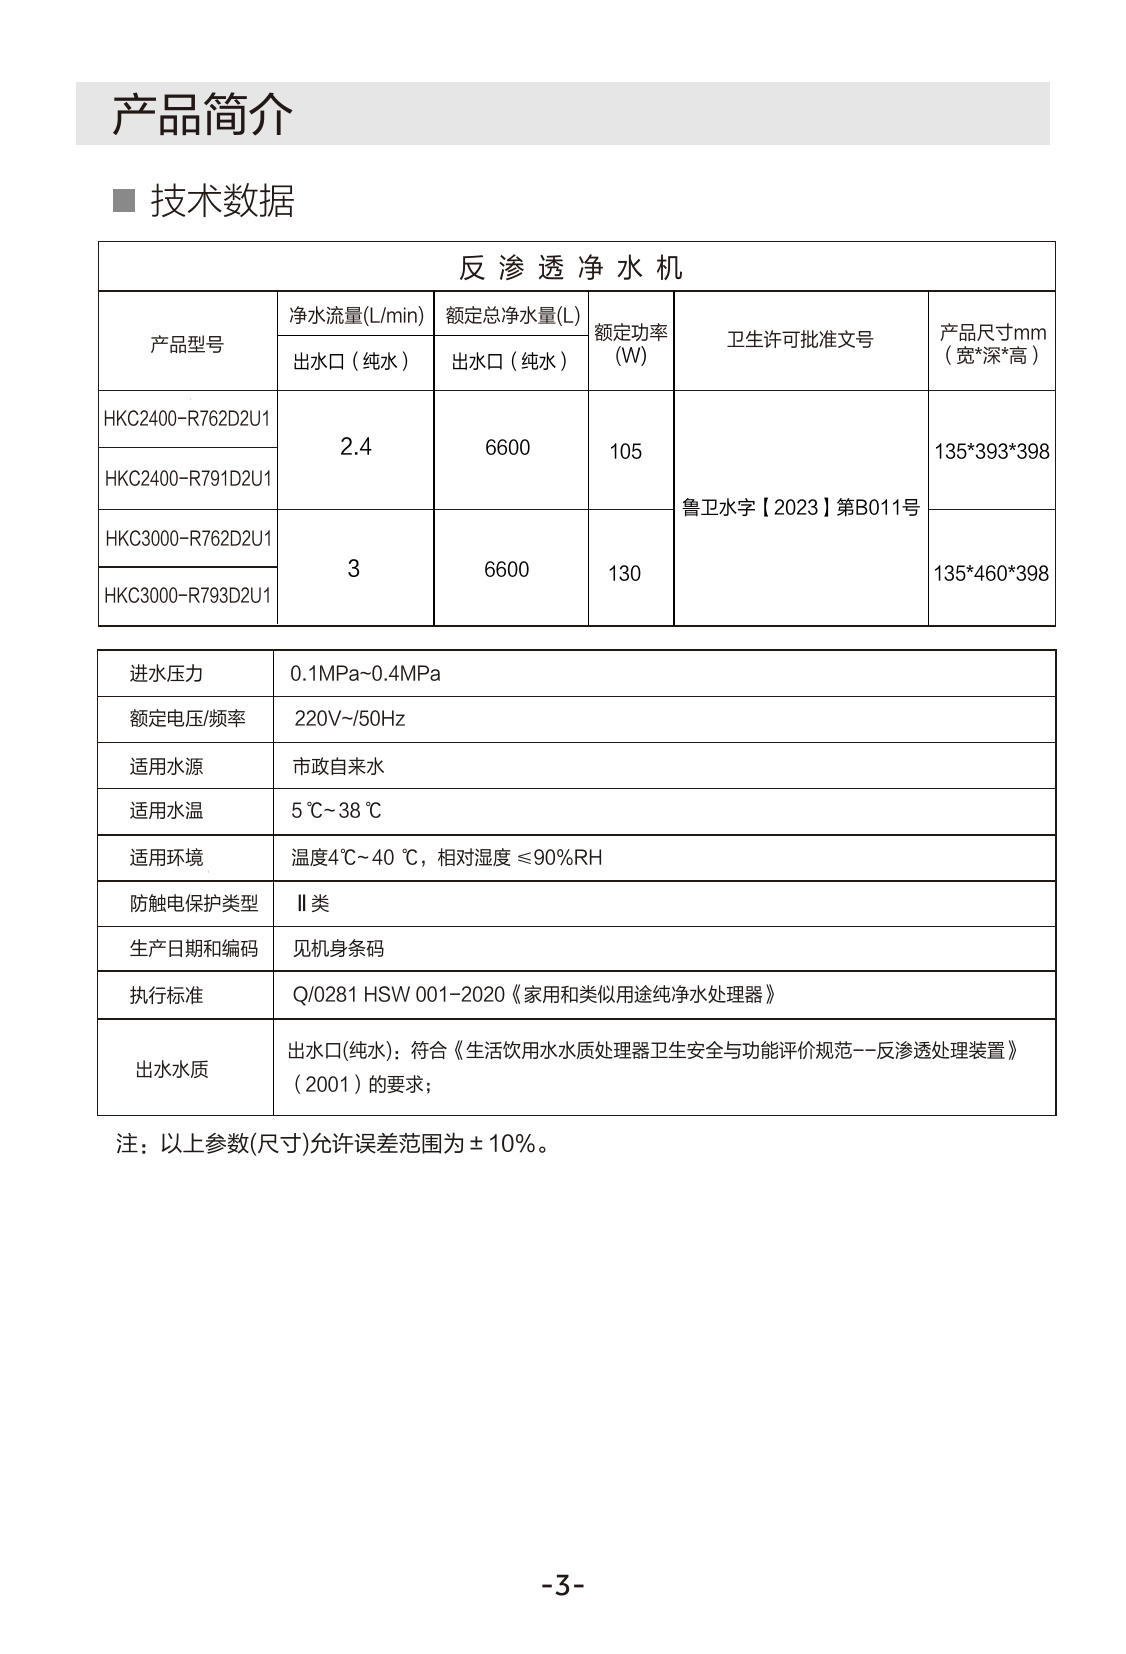 产品简介
技术数据
反渗透净水机
产品型号
净水流量(L/min)
出水口（纯水）
额定总净水量(L)
出水口（纯水）
额定功率
(W)
卫生许可批准文号
产品尺寸mm
（宽*深*高）
HKC2400-R762D2U1
HKC2400-R791D2U1
2.4
6600
105
135*393*398
鲁卫水字【2023】第B011号
HKC3000-R762D2U1
HKC3000-R793D2U1
3
6600
130
135*460*398
进水压力 0.1MPa~0.4MPa
额定电压/频率 220V~/50Hz
适用水源 市政自来水
适用水温 5℃~38℃
适用环境 温度4℃~40 ℃，相对湿度 ≤90%RH
防触电保护类型 Ⅱ类
生产日期和编码 见机身条码
执行标准 Q/0281 HSW 001-2020《家用和类似用途纯净水处理器》
出水水质 出水口(纯水)：符合《生活饮用水水质处理器卫生安全与功能评价规范--反渗透处理装置》
（2001）的要求；
注：以上参数(尺寸)允许误差范围为±10%。
-3-